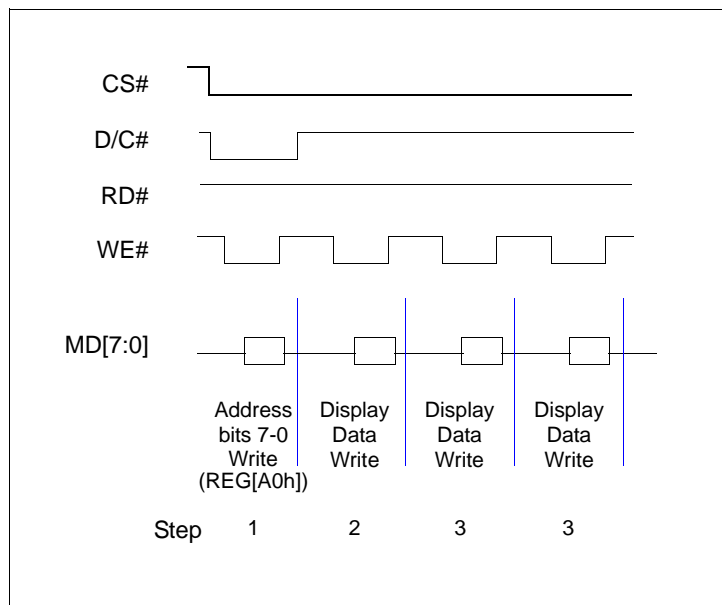 CS#
D/C#
RD#
WE#
MD[7:0]
Address Display Display Display
bits 7-0 Data Data Data
Write Write Write Write
(REG[A0h])
Step 1 2 3 3